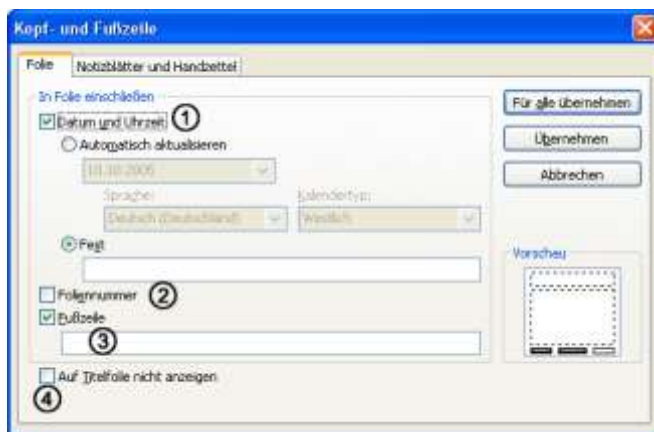 Kopf- und Fußzeile
Folie Notizblätter und Handzettel
In Folie einschließen
Datum und Uhrzeit 1
Automatisch aktualisieren
10.10.2006
Sprache: Kalendertyp:
Deutsch (Deutschland) Westlich
Fest
Foliennummer 2
Fußzeile
3
Auf Titelfolie nicht anzeigen
4
Für alle übernehmen
Übernehmen
Abbrechen
Vorschau